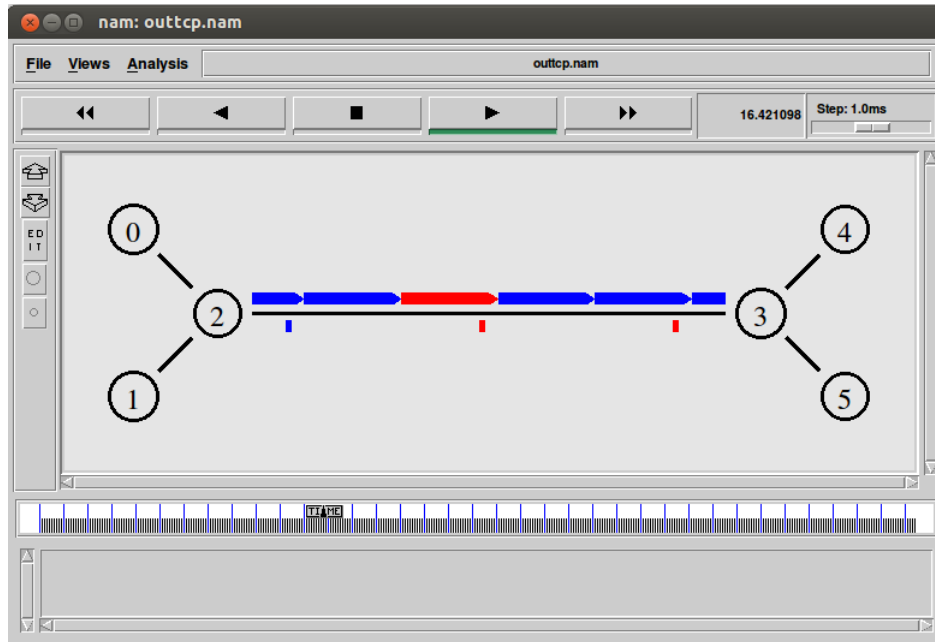 nam: outtcp.nam
File Views Analysis outtcp.nam
16.421098 Step: 1.0ms
ED
IT
0
4
2
3
1
5
TIME